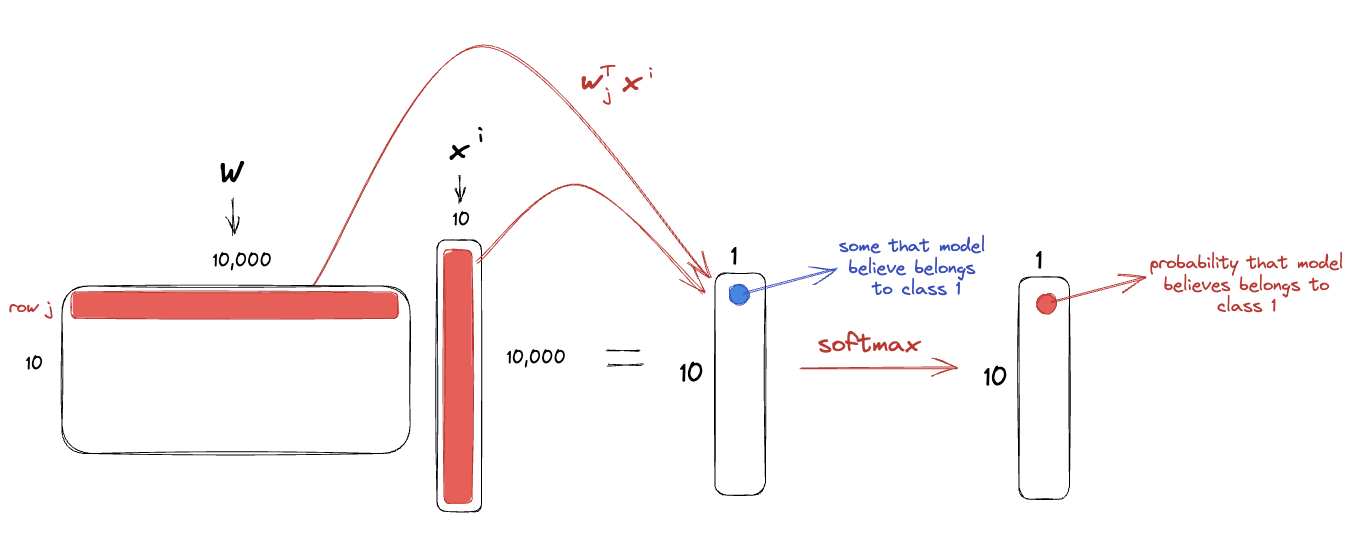 w_j^T x^i
x^i
W
10
10,000
1
some that model
believe belongs
to class 1
1
probability that model
believes belongs to
class 1
row j
10
10,000
=
10
softmax
10